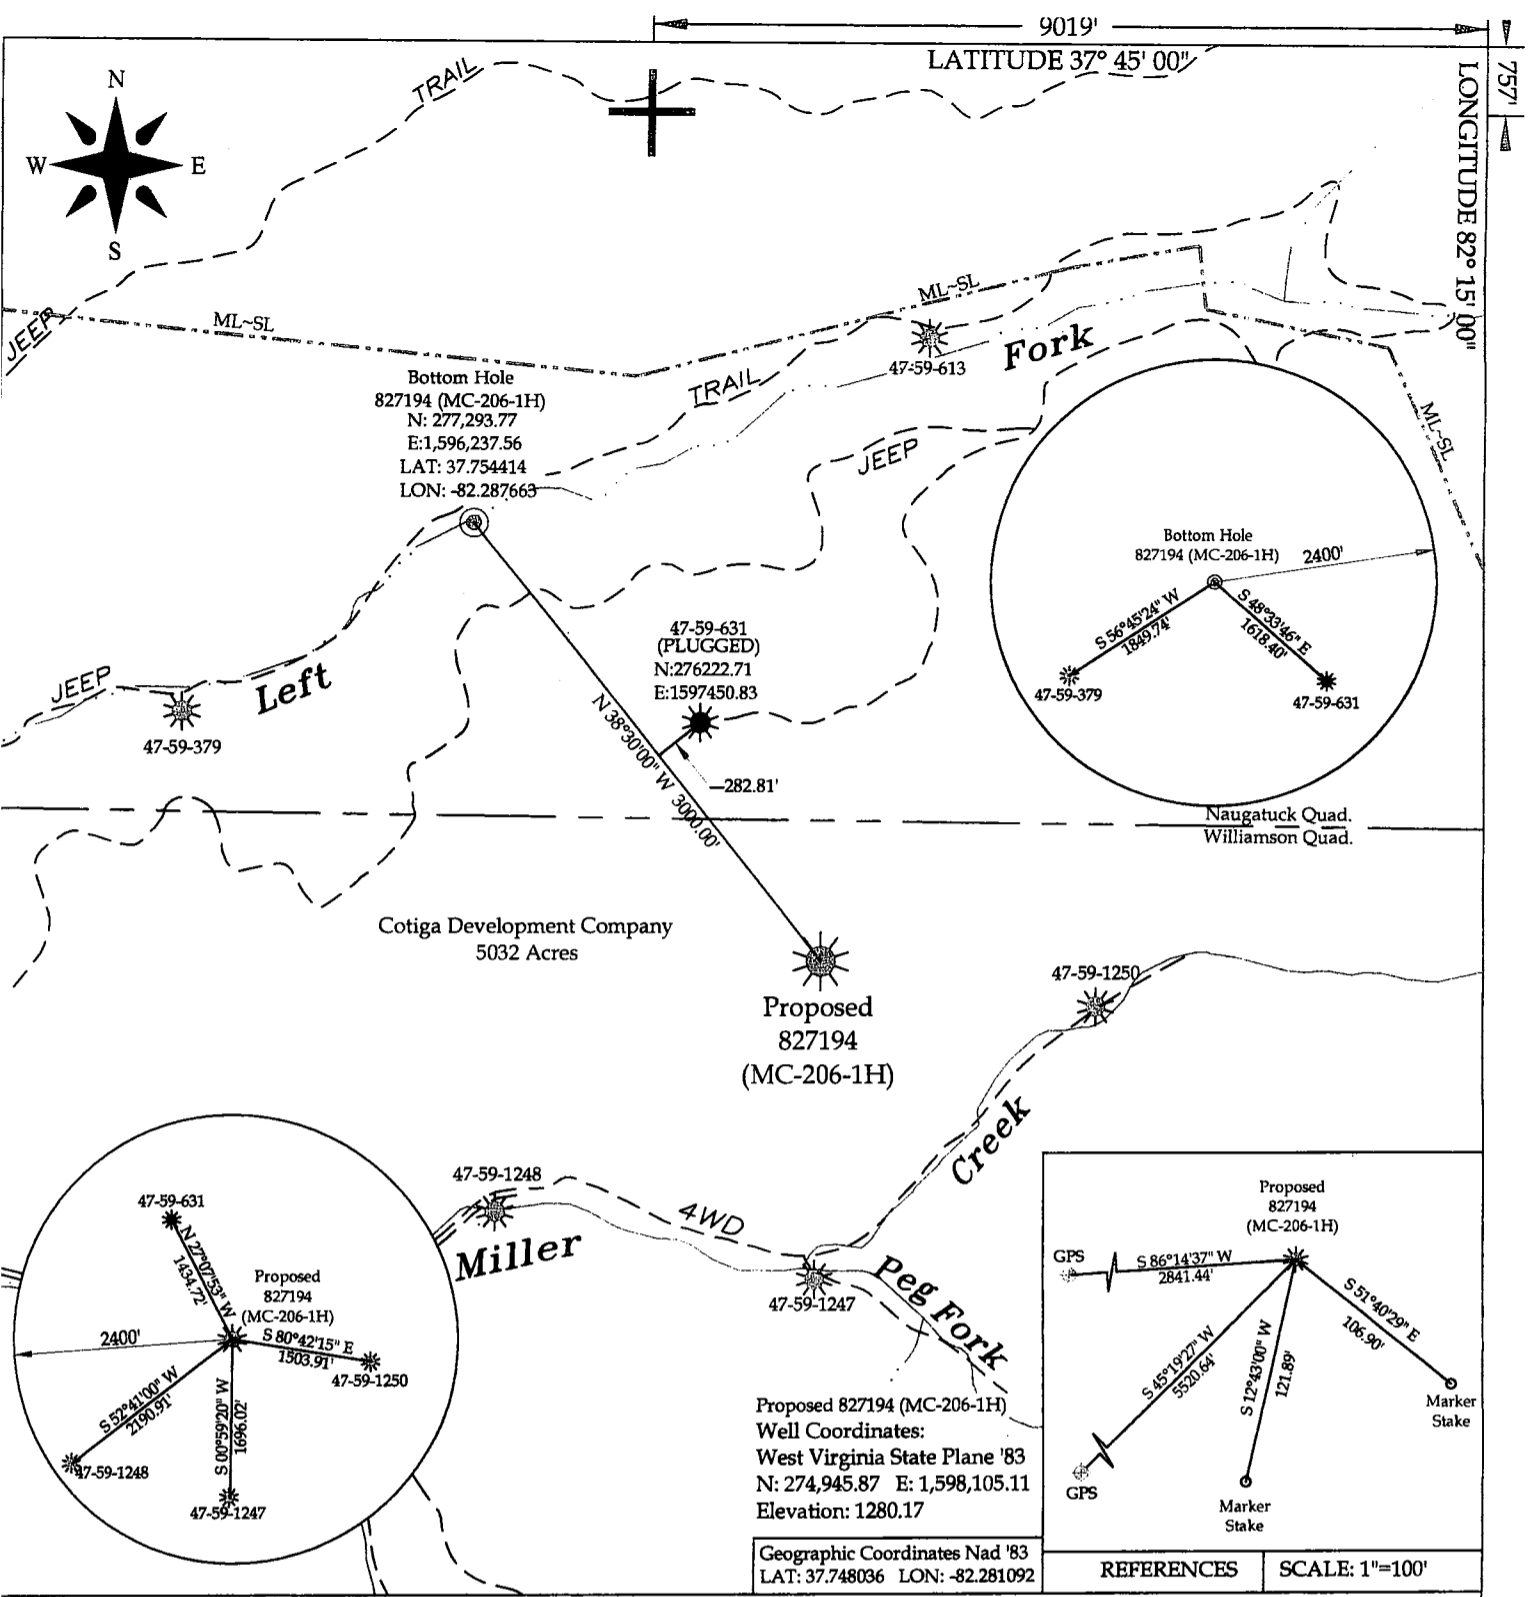 9019'
LATITUDE 37° 45' 00"
757'
LONGITUDE 82° 15' 00"
N
W
E
S
TRAIL
JEEP
ML~SL
ML~SL
ML~SL
47-59-613
Fork
TRAIL
JEEP
Bottom Hole
827194 (MC-206-1H)
N: 277,293.77
E:1,596,237.56
LAT: 37.754414
LON: -82.287663
Bottom Hole
827194 (MC-206-1H)
2400'
S 56°45'24" W
1849.74'
S 48°33'46" E
1618.40'
47-59-379
47-59-631
47-59-631
(PLUGGED)
N:276222.71
E:1597450.83
JEEP
Left
47-59-379
N 38°30'00" W 3000.00'
282.81'
Naugatuck Quad.
Williamson Quad.
Cotiga Development Company
5032 Acres
Proposed
827194
(MC-206-1H)
47-59-1250
Creek
47-59-1248
Miller
4WD
47-59-1247
Peg Fork
47-59-631
N 27°07'53" W
1434.72'
Proposed
827194
(MC-206-1H)
2400'
S 80°42'15" E
1503.91'
47-59-1250
S 52°41'00" W
2190.91'
S 00°59'20" W
1696.02'
47-59-1248
47-59-1247
Proposed 827194 (MC-206-1H)
Well Coordinates:
West Virginia State Plane '83
N: 274,945.87 E: 1,598,105.11
Elevation: 1280.17
Geographic Coordinates Nad '83
LAT: 37.748036 LON: -82.281092
Proposed
827194
(MC-206-1H)
GPS
S 86°14'37" W
2841.44'
S 45°19'27" W
5520.64'
S 12°43'00" W
121.89'
S 51°40'29" E
106.90'
Marker
Stake
GPS
Marker
Stake
REFERENCES
SCALE: 1"=100'